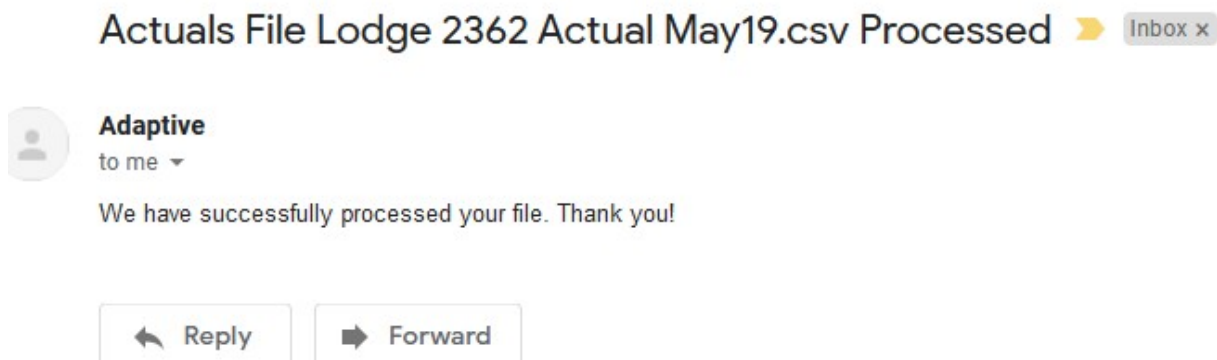 Actuals File Lodge 2362 Actual May19.csv Processed Inbox x
Adaptive
to me
We have successfully processed your file. Thank you!
Reply Forward